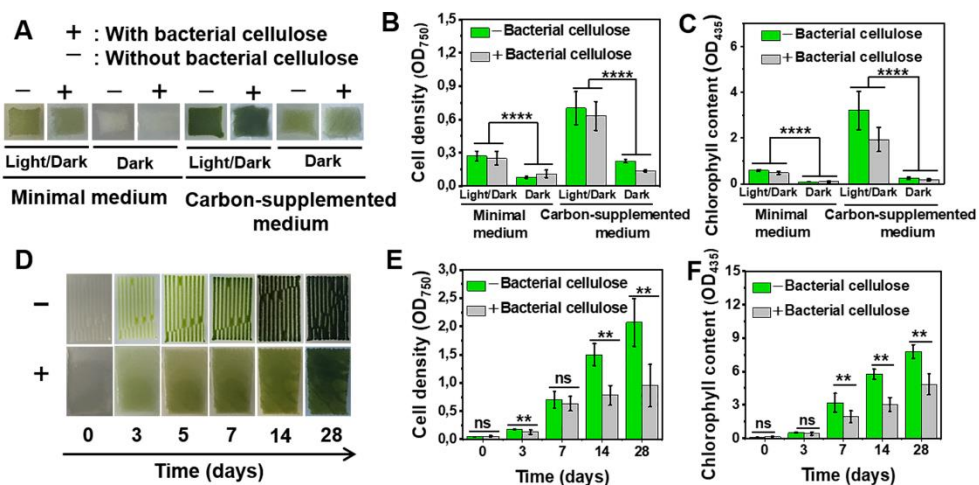 A
+ : With bacterial cellulose
− : Without bacterial cellulose
− + − + − + − +
Light/Dark Dark Light/Dark Dark
Minimal medium Carbon-supplemented medium
B
Cell density (OD750)
1,5
1,2
0,9
0,6
0,3
0,0
−Bacterial cellulose
+Bacterial cellulose
****
****
Light/Dark Dark Light/Dark Dark
Minimal medium Carbon-supplemented medium
C
Chlorophyll content (OD435)
6
4
2
0
−Bacterial cellulose
+Bacterial cellulose
****
****
Light/Dark Dark Light/Dark Dark
Minimal medium Carbon-supplemented medium
D
−
+
0 3 5 7 14 28
Time (days)
E
Cell density (OD750)
3,0
2,5
2,0
1,5
1,0
0,5
0,0
−Bacterial cellulose
+Bacterial cellulose
ns ** ns ** **
0 3 7 14 28
Time (days)
F
Chlorophyll content (OD435)
15
12
9
6
3
0
−Bacterial cellulose
+Bacterial cellulose
ns ns ** ** **
0 3 7 14 28
Time (days)